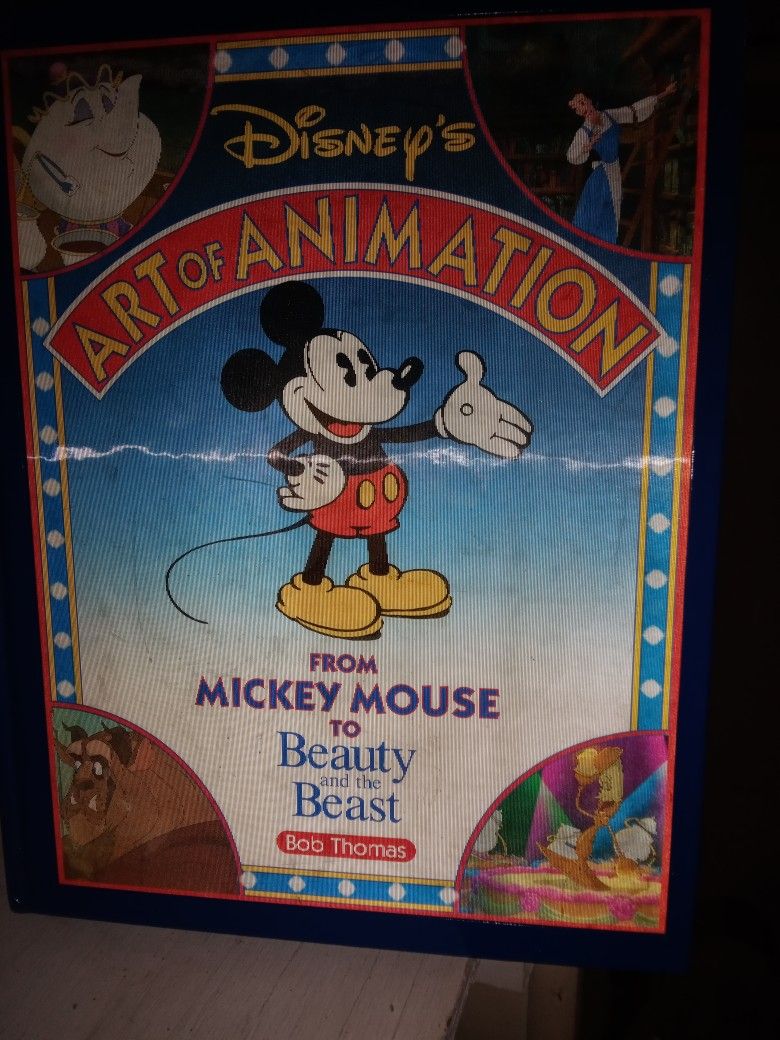 DISNEY'S
ART OF ANIMATION
FROM
MICKEY MOUSE
TO
Beauty
and the
Beast
Bob Thomas